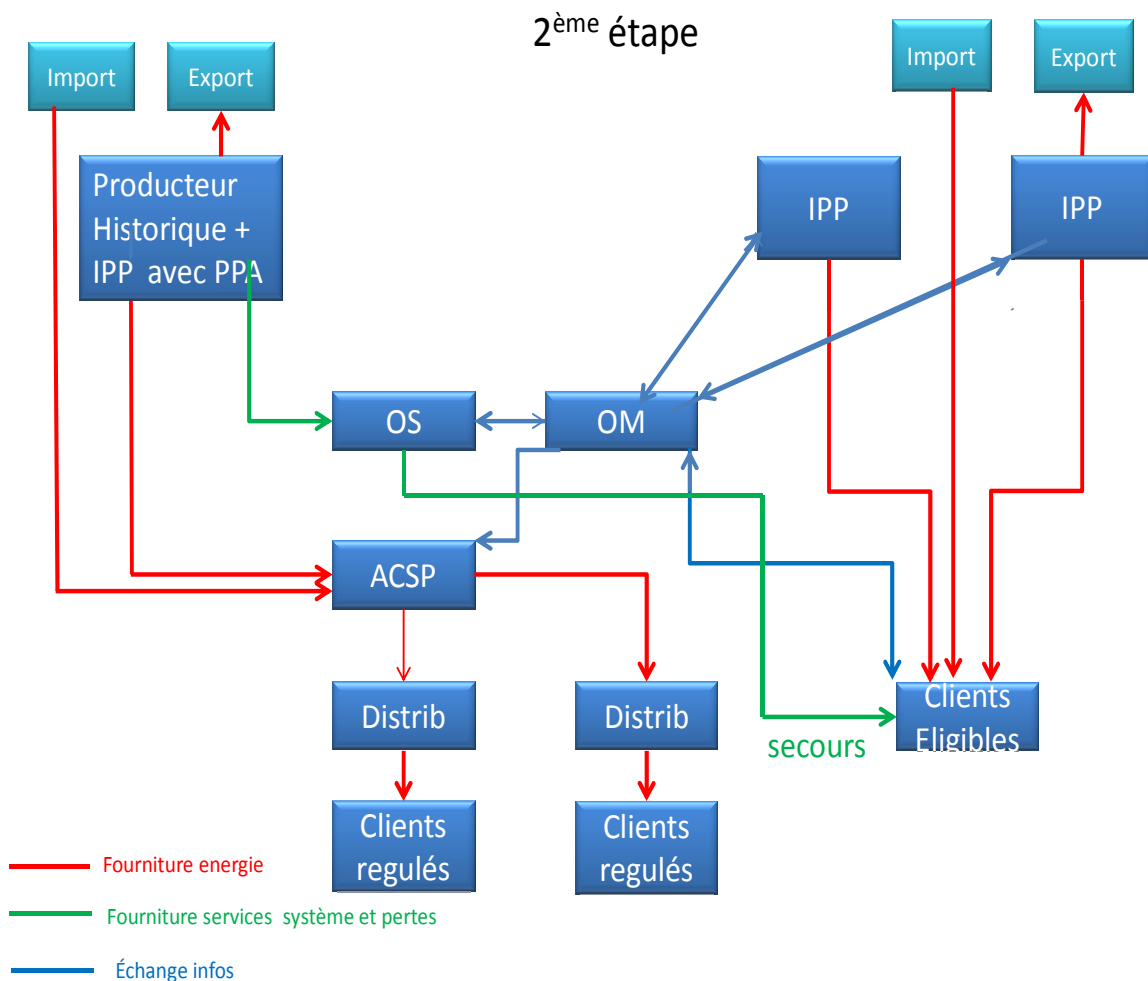 2ème étape
Import
Export
Import
Export
Producteur
Historique +
IPP avec PPA
IPP
IPP
OS
OM
ACSP
Distrib
Distrib
Clients
Eligibles
secours
Clients
regulés
Clients
regulés
Fourniture energie
Fourniture services système et pertes
Échange infos